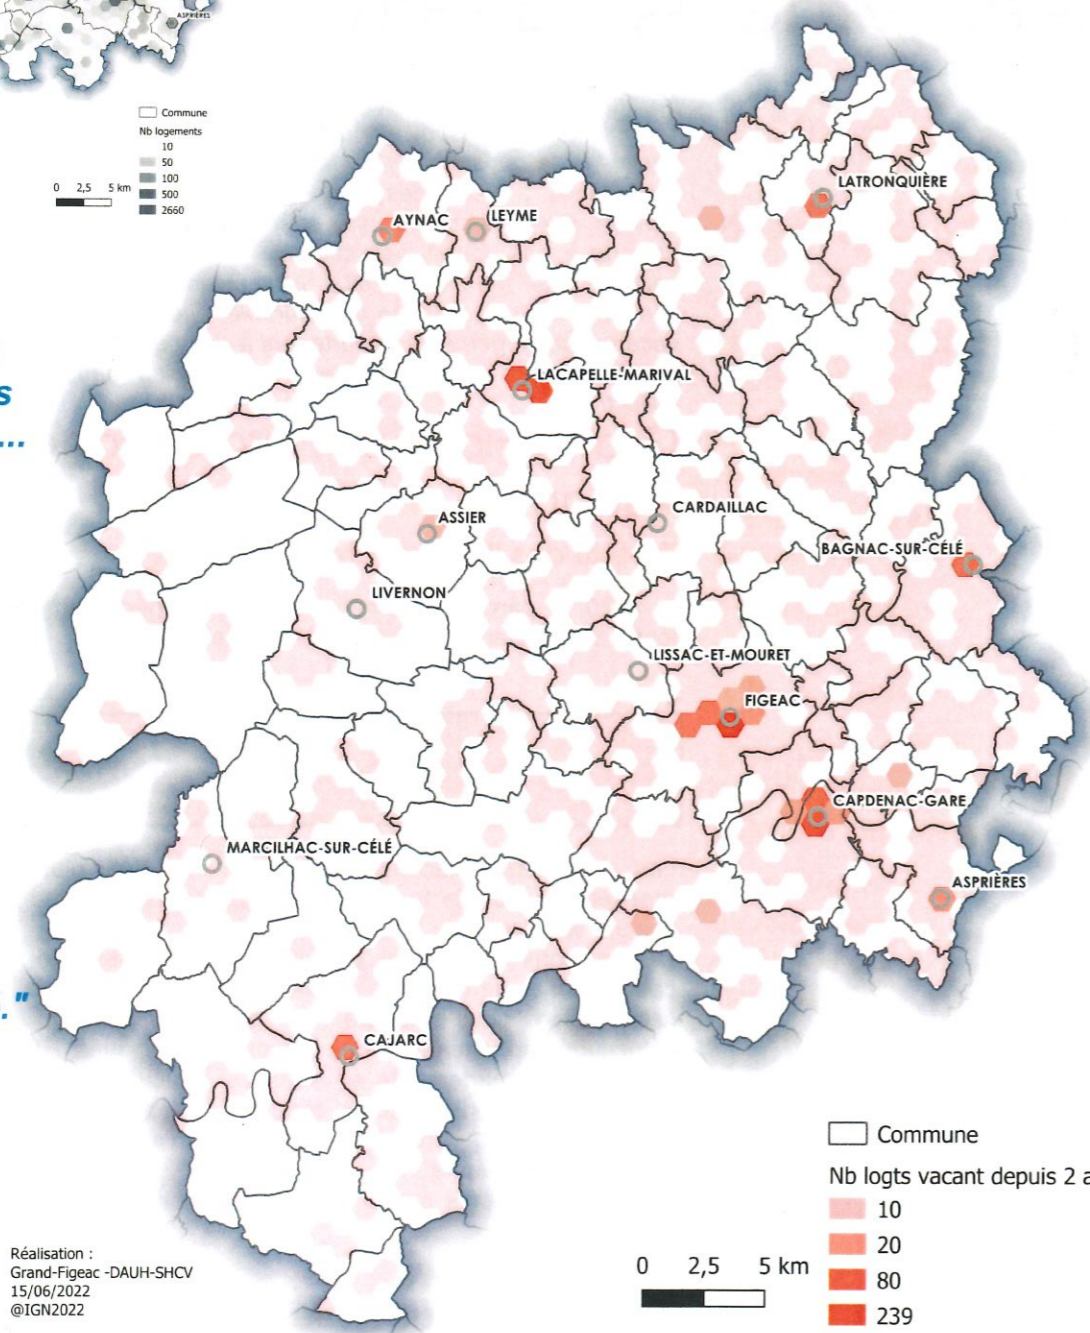 ASPRIÈRES
Commune
Nb logements
10
50
100
500
2660
0 2,5 5 km
LATRONQUIÈRE
AYNAC
LEYME
LACAPELLE-MARIVAL
s
...
ASSIER
CARDAILLAC
BAGNAC-SUR-CÉLÉ
LIVERNON
LISSAC-ET-MOURET
FIGEAC
CAPDENAC-GARE
MARCILHAC-SUR-CÉLÉ
ASPRIÈRES
."
CAJARC
Commune
Nb logts vacant depuis 2 a
10
20
80
239
0 2,5 5 km
Réalisation :
Grand-Figeac -DAUH-SHCV
15/06/2022
@IGN2022